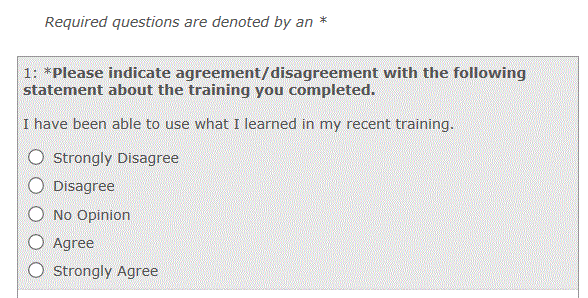 Required questions are denoted by an *
1: *Please indicate agreement/disagreement with the following
statement about the training you completed.
I have been able to use what I learned in my recent training.
Strongly Disagree
Disagree
No Opinion
Agree
Strongly Agree